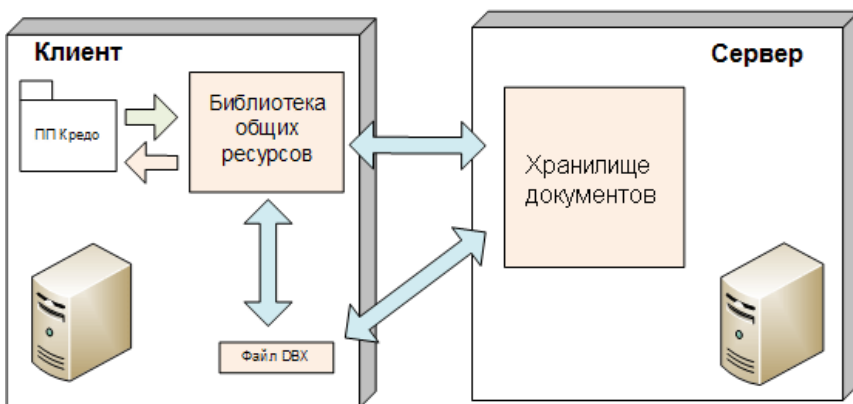 Клиент
ПП Кредо
Библиотека
общих
ресурсов
Файл DBX
Сервер
Хранилище
документов